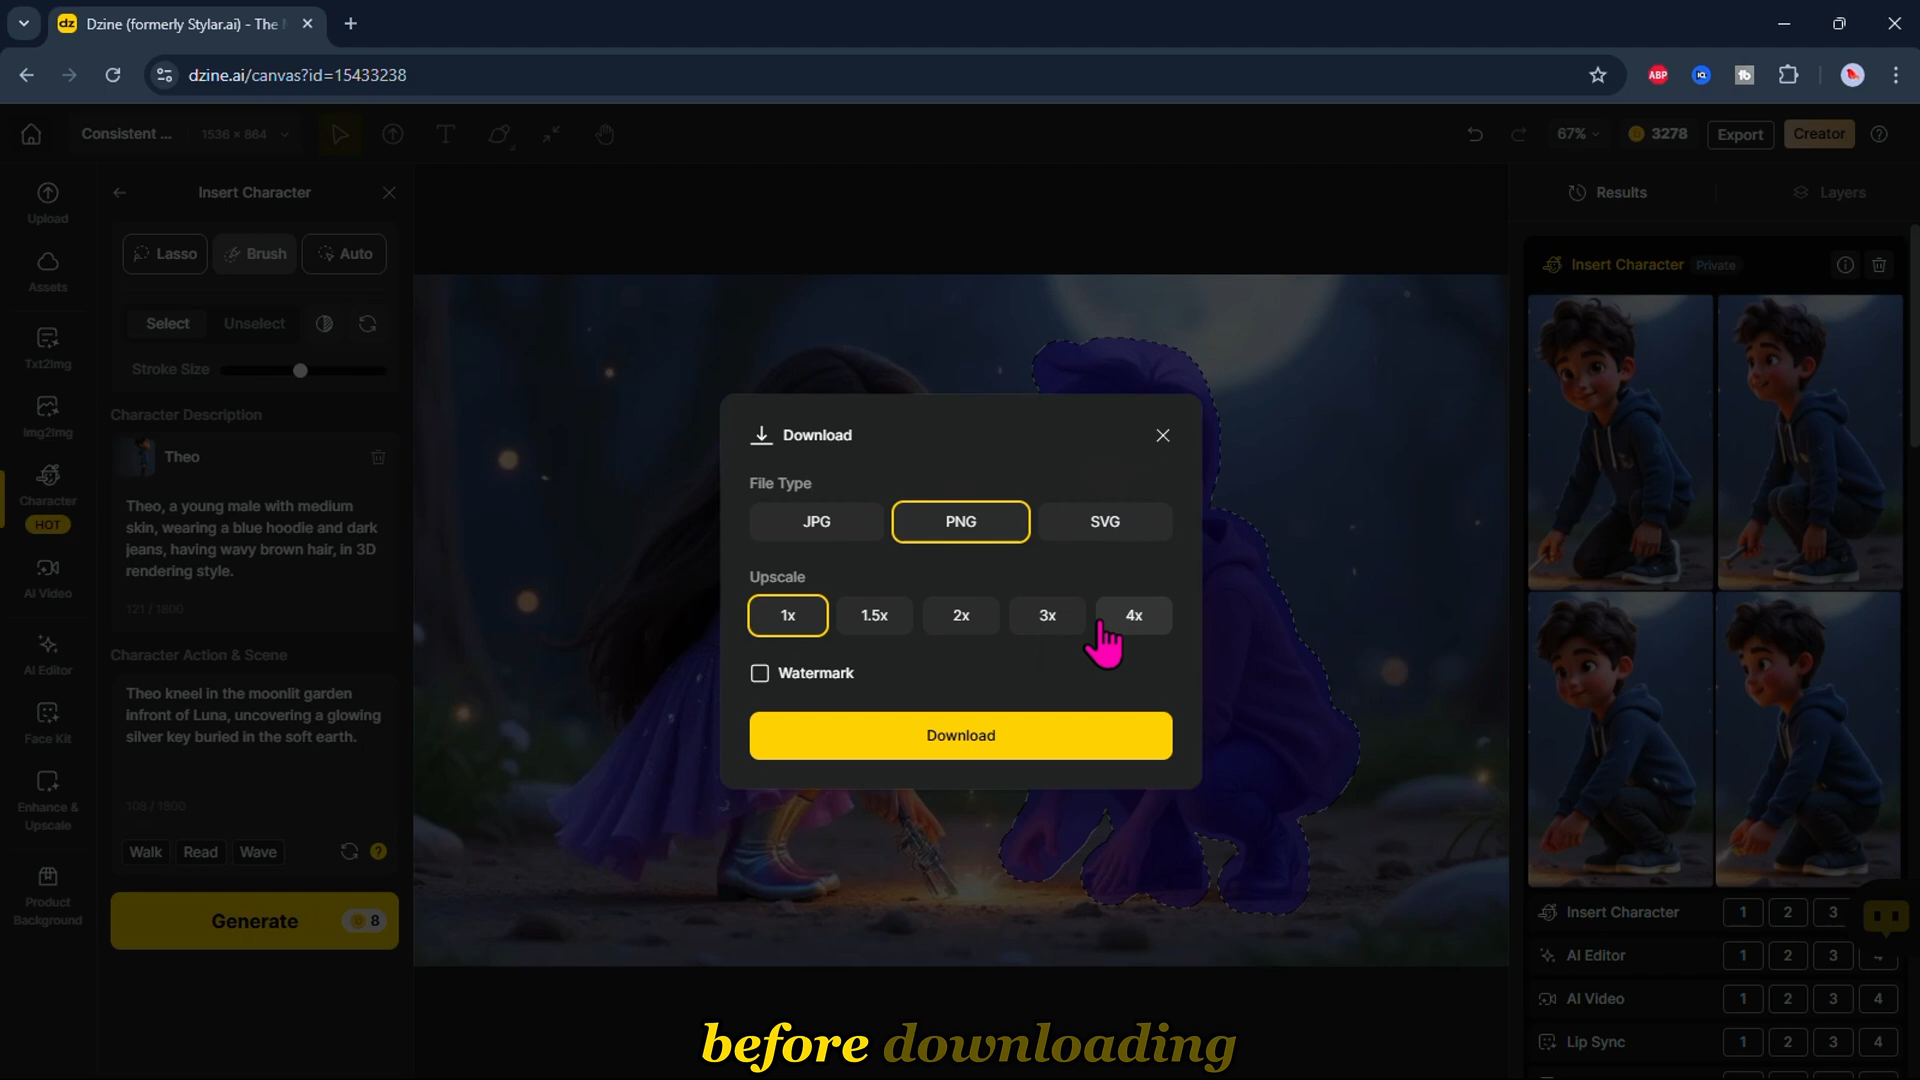 Dzine (formerly Stylar.ai) - The
dzine.ai/canvas?id=15433238
ABP
Consistent ...
1536 × 864
67%
3278
Export
Creator
Upload
Assets
Txt2Img
Img2Img
Character
HOT
AI Video
AI Editor
Face Kit
Enhance &
Upscale
Product
Background
Insert Character
Lasso
Brush
Auto
Select
Unselect
Stroke Size
Character Description
Theo
Theo, a young male with medium
skin, wearing a blue hoodie and dark
jeans, having wavy brown hair, in 3D
rendering style.
121 / 1800
Character Action & Scene
Theo kneel in the moonlit garden
infront of Luna, uncovering a glowing
silver key buried in the soft earth.
108 / 1800
Walk
Read
Wave
?
Generate
8
Download
File Type
JPG
PNG
SVG
Upscale
1x
1.5x
2x
3x
4x
Watermark
Download
Results
Layers
Insert Character
Private
Insert Character
1
2
3
AI Editor
1
2
3
4
AI Video
1
2
3
4
Lip Sync
1
2
3
4
before downloading